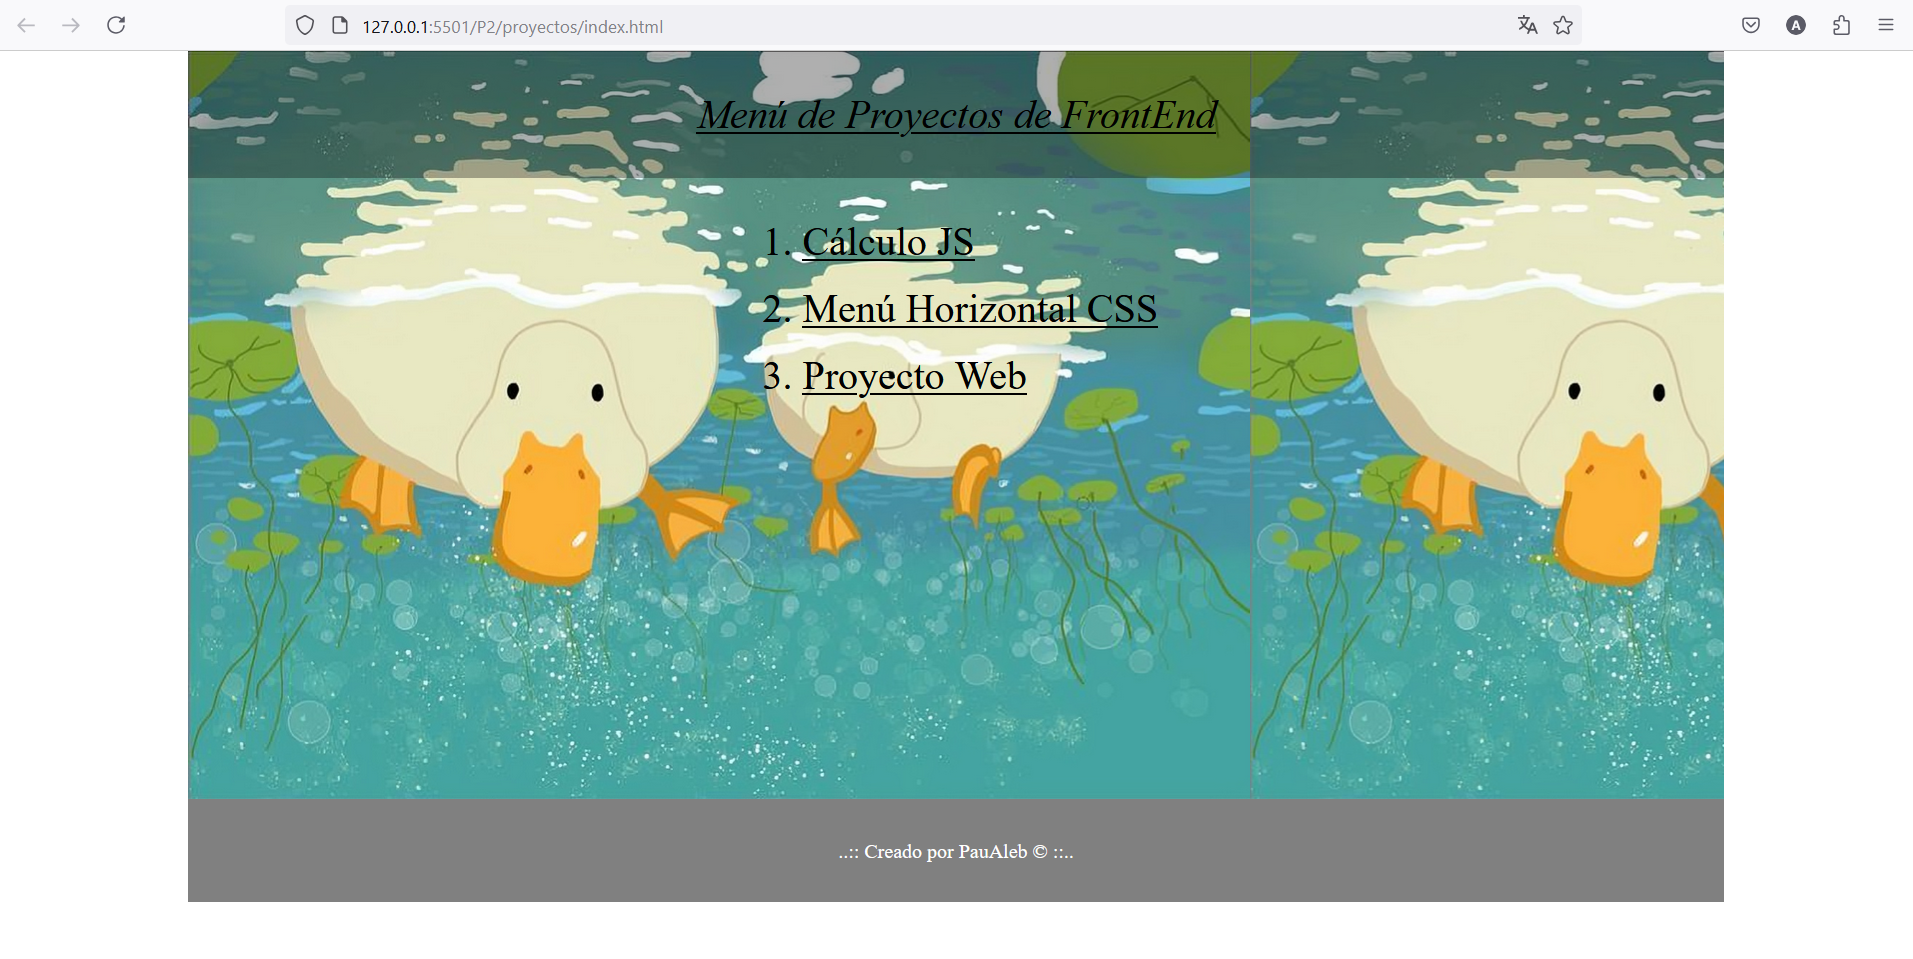 127.0.0.1:5501/P2/proyectos/index.html
A
Menú de Proyectos de FrontEnd
1. Cálculo JS
2. Menú Horizontal CSS
3. Proyecto Web
..:: Creado por PauAleb © ::..